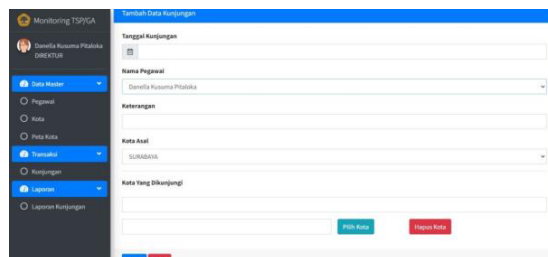 Monitoring TSP/GA
Danella Kusuma Pitaloka
DIREKTUR
Data Master
Pegawai
Kota
Peta Kota
Transaksi
Kunjungan
Laporan
Laporan Kunjungan
Tambah Data Kunjungan
Tanggal Kunjungan
Nama Pegawai
Danella Kusuma Pitaloka
Keterangan
Kota Asal
SURABAYA
Kota Yang Dikunjungi
Pilih Kota
Hapus Kota